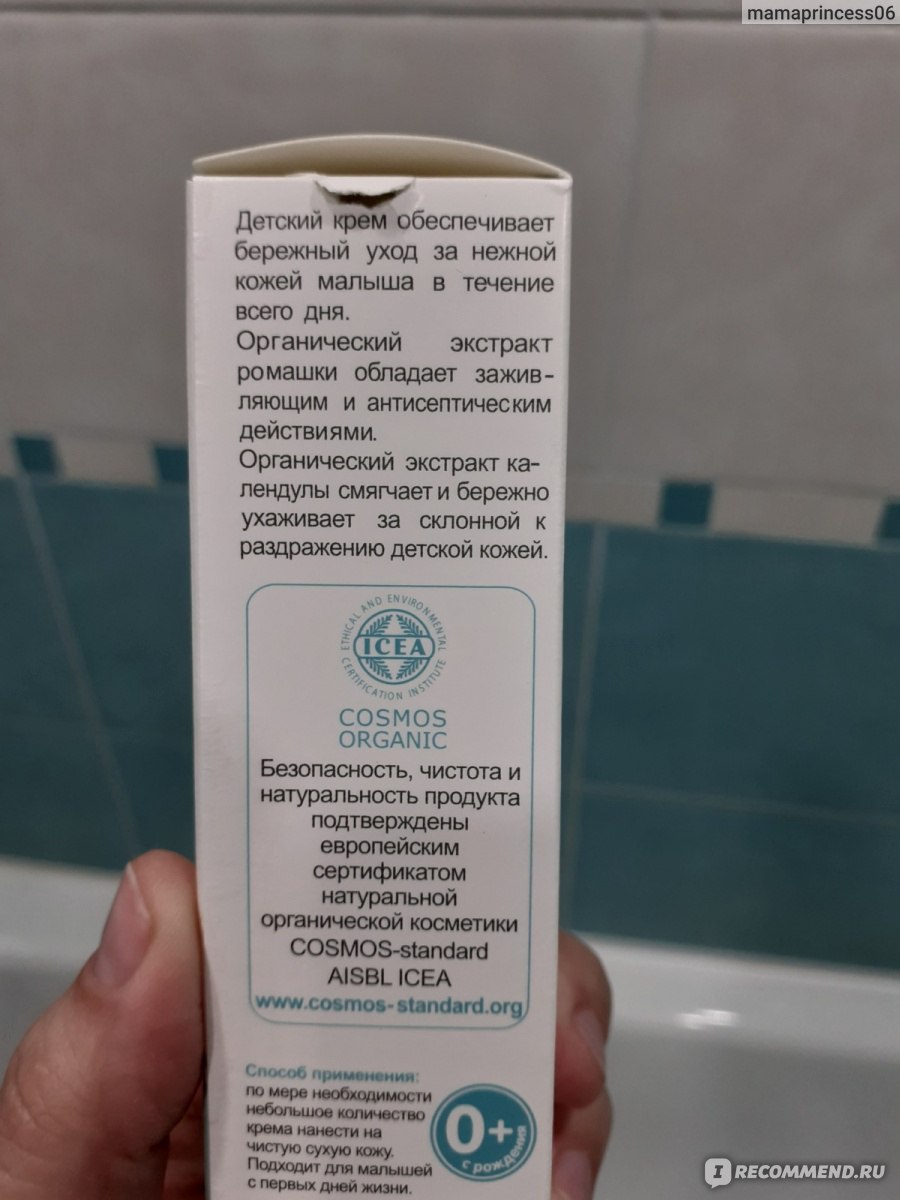 mamaprincess06
Детский крем обеспечивает
бережный уход за нежной
кожей малыша в течение
всего дня.
Органический экстракт
ромашки обладает зажив-
ляющим и антисептическим
действиями.
Органический экстракт ка-
лендулы смягчает и бережно
ухаживает за склонной к
раздражению детской кожей.
ETHICAL AND ENVIRONMENTAL
ICEA
CERTIFICATION INSTITUTE
COSMOS
ORGANIC
Безопасность, чистота и
натуральность продукта
подтверждены
европейским
сертификатом
натуральной
органической косметики
COSMOS-standard
AISBL ICEA
www.cosmos-standard.org
Способ применения:
по мере необходимости
небольшое количество
крема нанести на
чистую сухую кожу.
Подходит для малышей
с первых дней жизни.
0+
с рождения
IRECOMMEND.RU